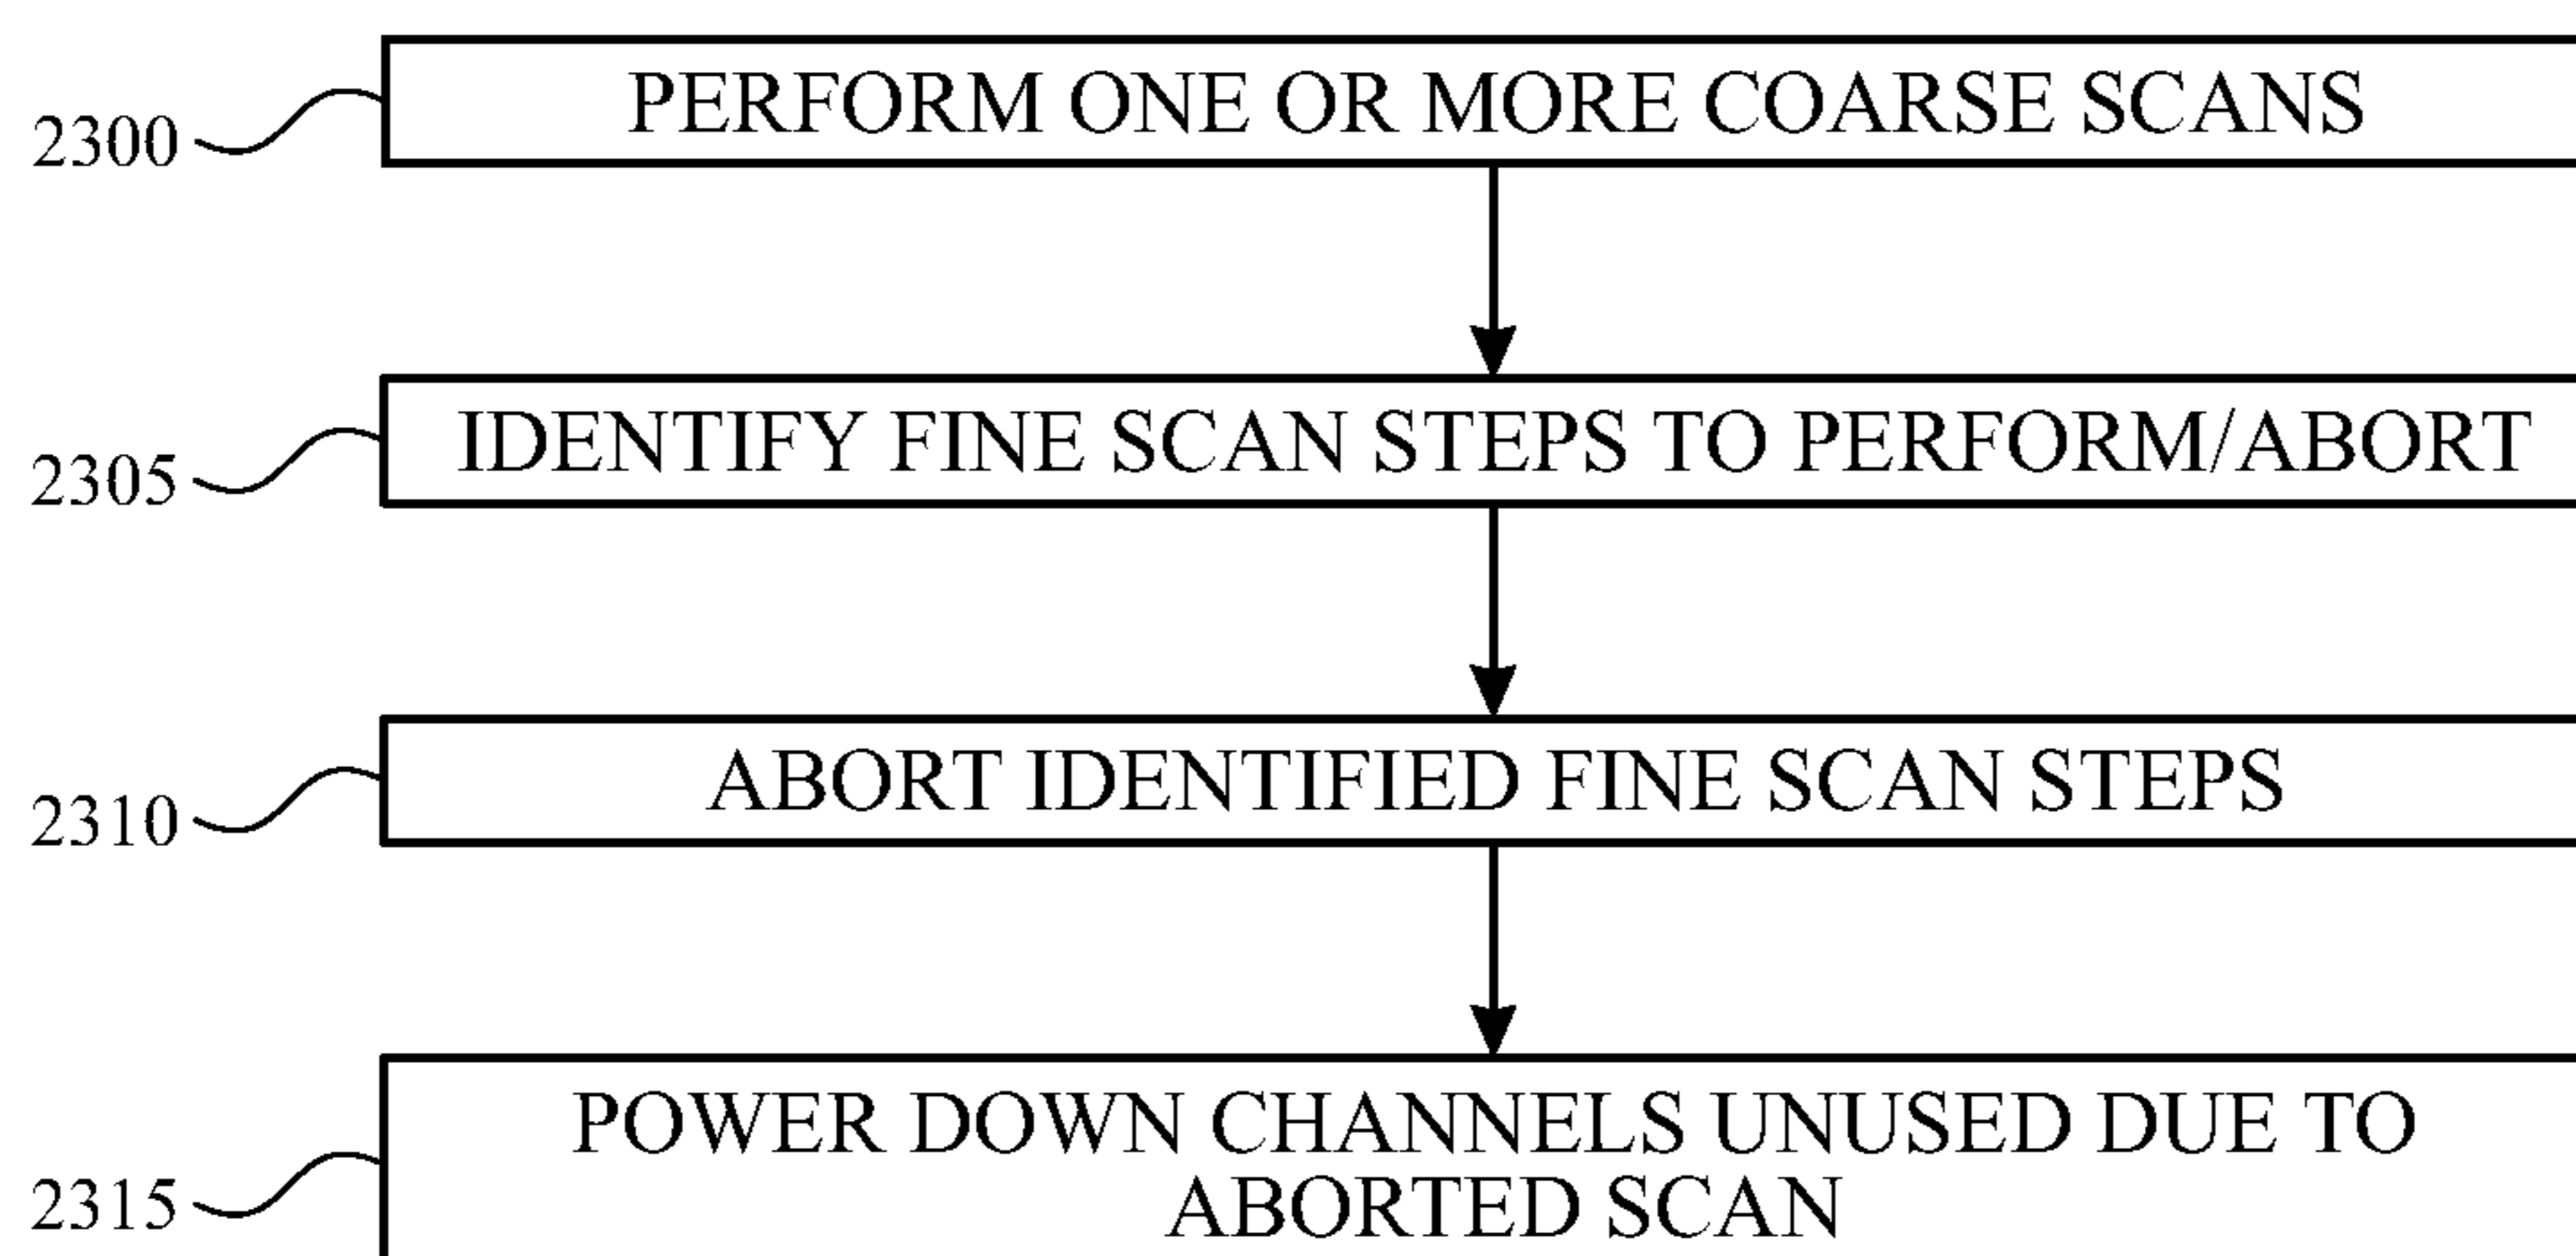 2300 PERFORM ONE OR MORE COARSE SCANS
2305 IDENTIFY FINE SCAN STEPS TO PERFORM/ABORT
2310 ABORT IDENTIFIED FINE SCAN STEPS
POWER DOWN CHANNELS UNUSED DUE TO
2315 ABORTED SCAN